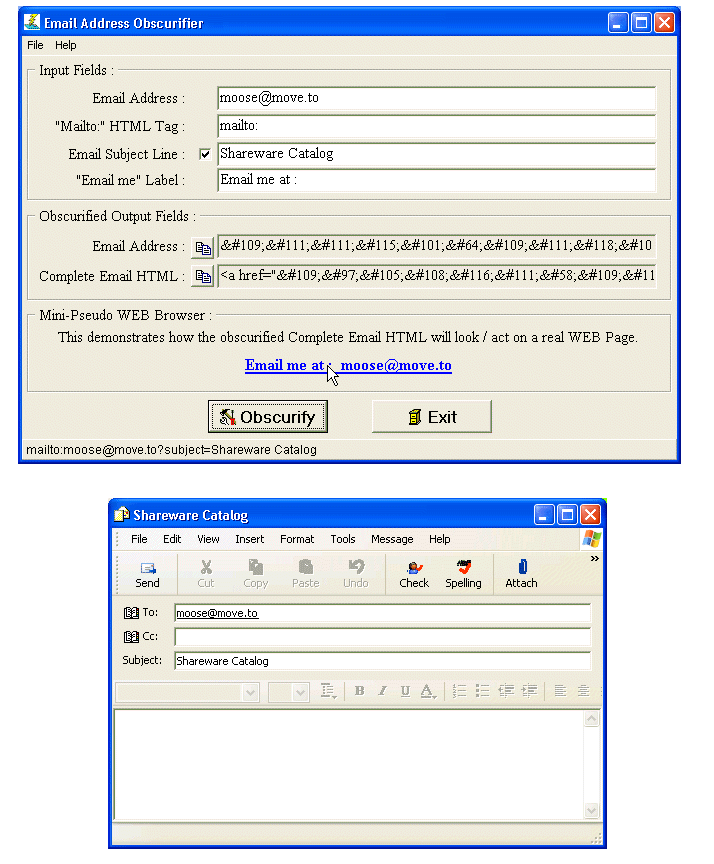 Email Address Obscurifier
File Help
Input Fields :
Email Address : moose@move.to
"Mailto:" HTML Tag : mailto:
Email Subject Line : Shareware Catalog
"Email me" Label : Email me at :
Obscurified Output Fields :
Email Address : &#109;&#111;&#111;&#115;&#101;&#64;&#109;&#111;&#118;&#10
Complete Email HTML : <a href="&#109;&#97;&#105;&#108;&#116;&#111;&#58;&#109;&#11
Mini-Pseudo WEB Browser :
This demonstrates how the obscurified Complete Email HTML will look / act on a real WEB Page.
Email me at : moose@move.to
Obscurify Exit
mailto:moose@move.to?subject=Shareware Catalog
Shareware Catalog
File Edit View Insert Format Tools Message Help
Send Cut Copy Paste Undo Check Spelling Attach »
To: moose@move.to
Cc:
Subject: Shareware Catalog
B I U A